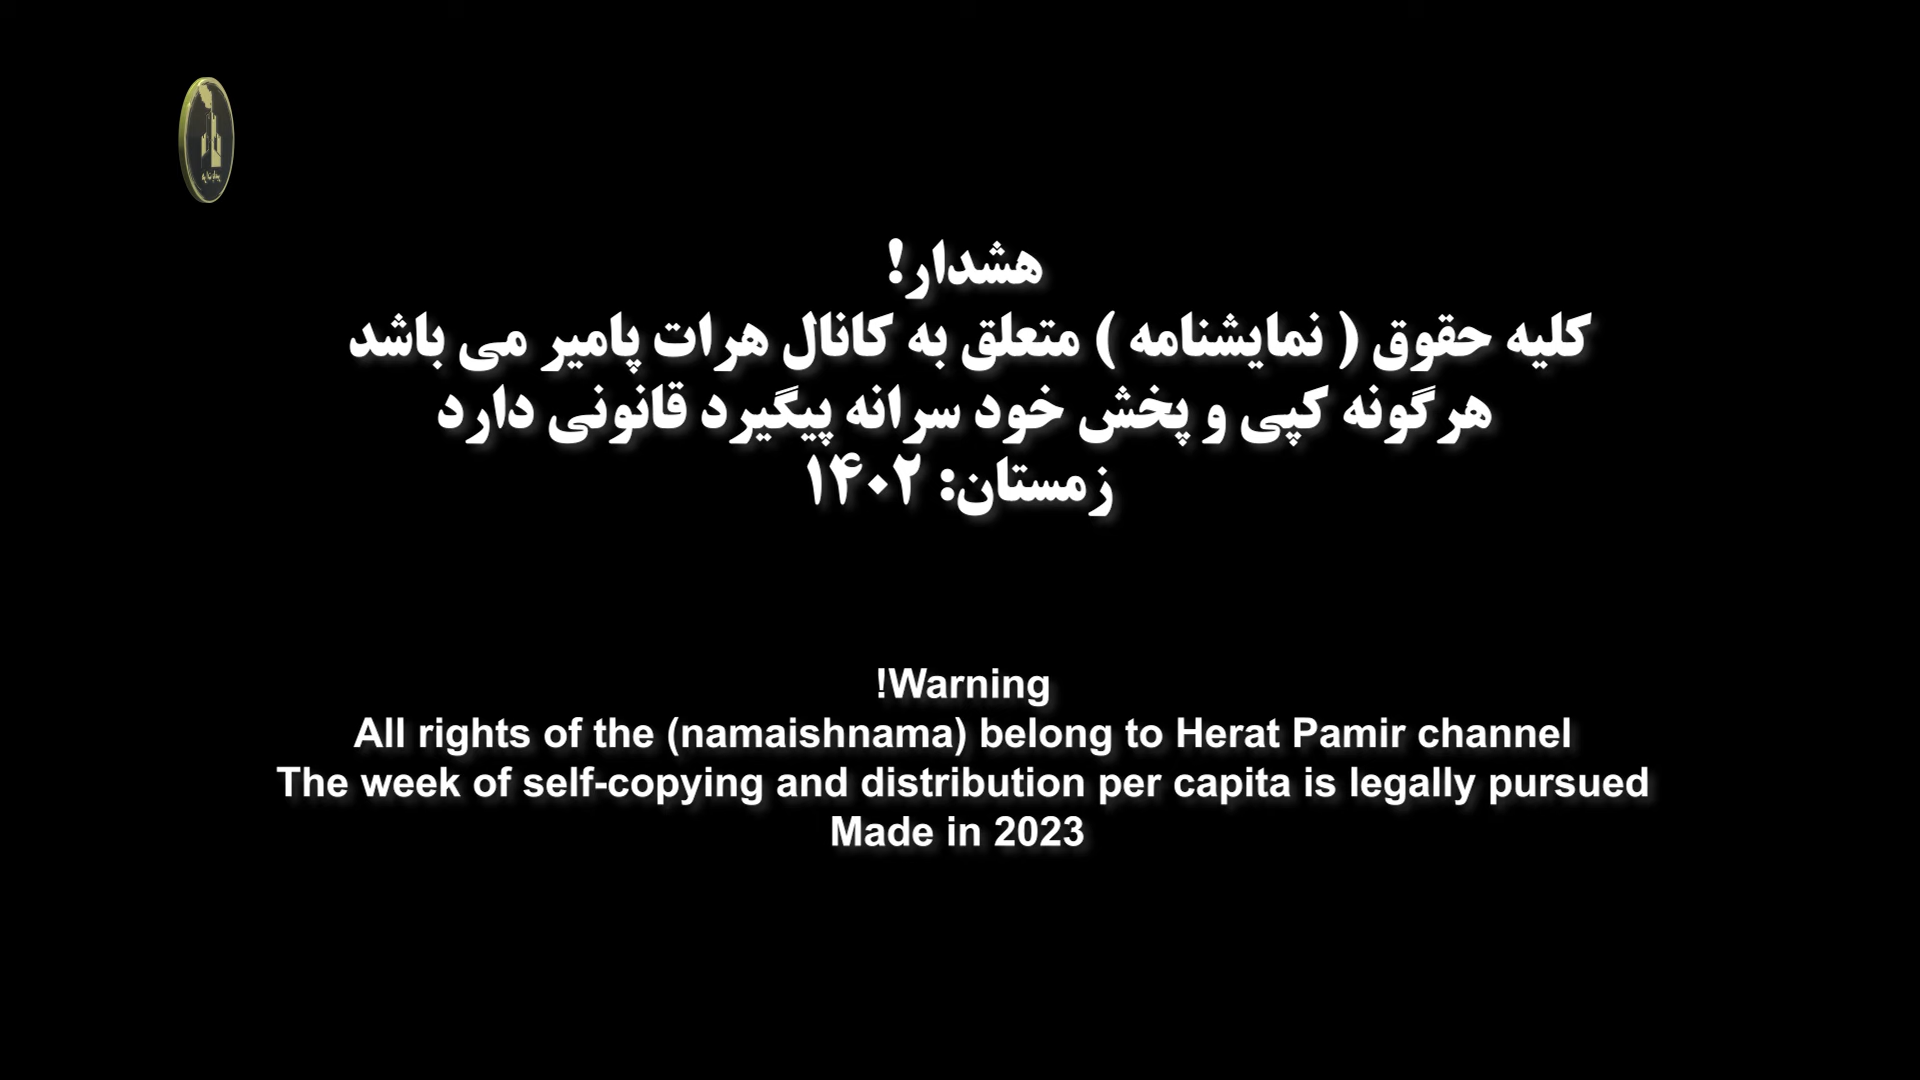 هشدار!
کلیه حقوق ( نمایشنامه ) متعلق به کانال هرات پامیر می باشد
هرگونه کپی و پخش خود سرانه پیگیرد قانونی دارد
زمستان: ۱۴۰۲
!Warning
All rights of the (namaishnama) belong to Herat Pamir channel
The week of self-copying and distribution per capita is legally pursued
Made in 2023